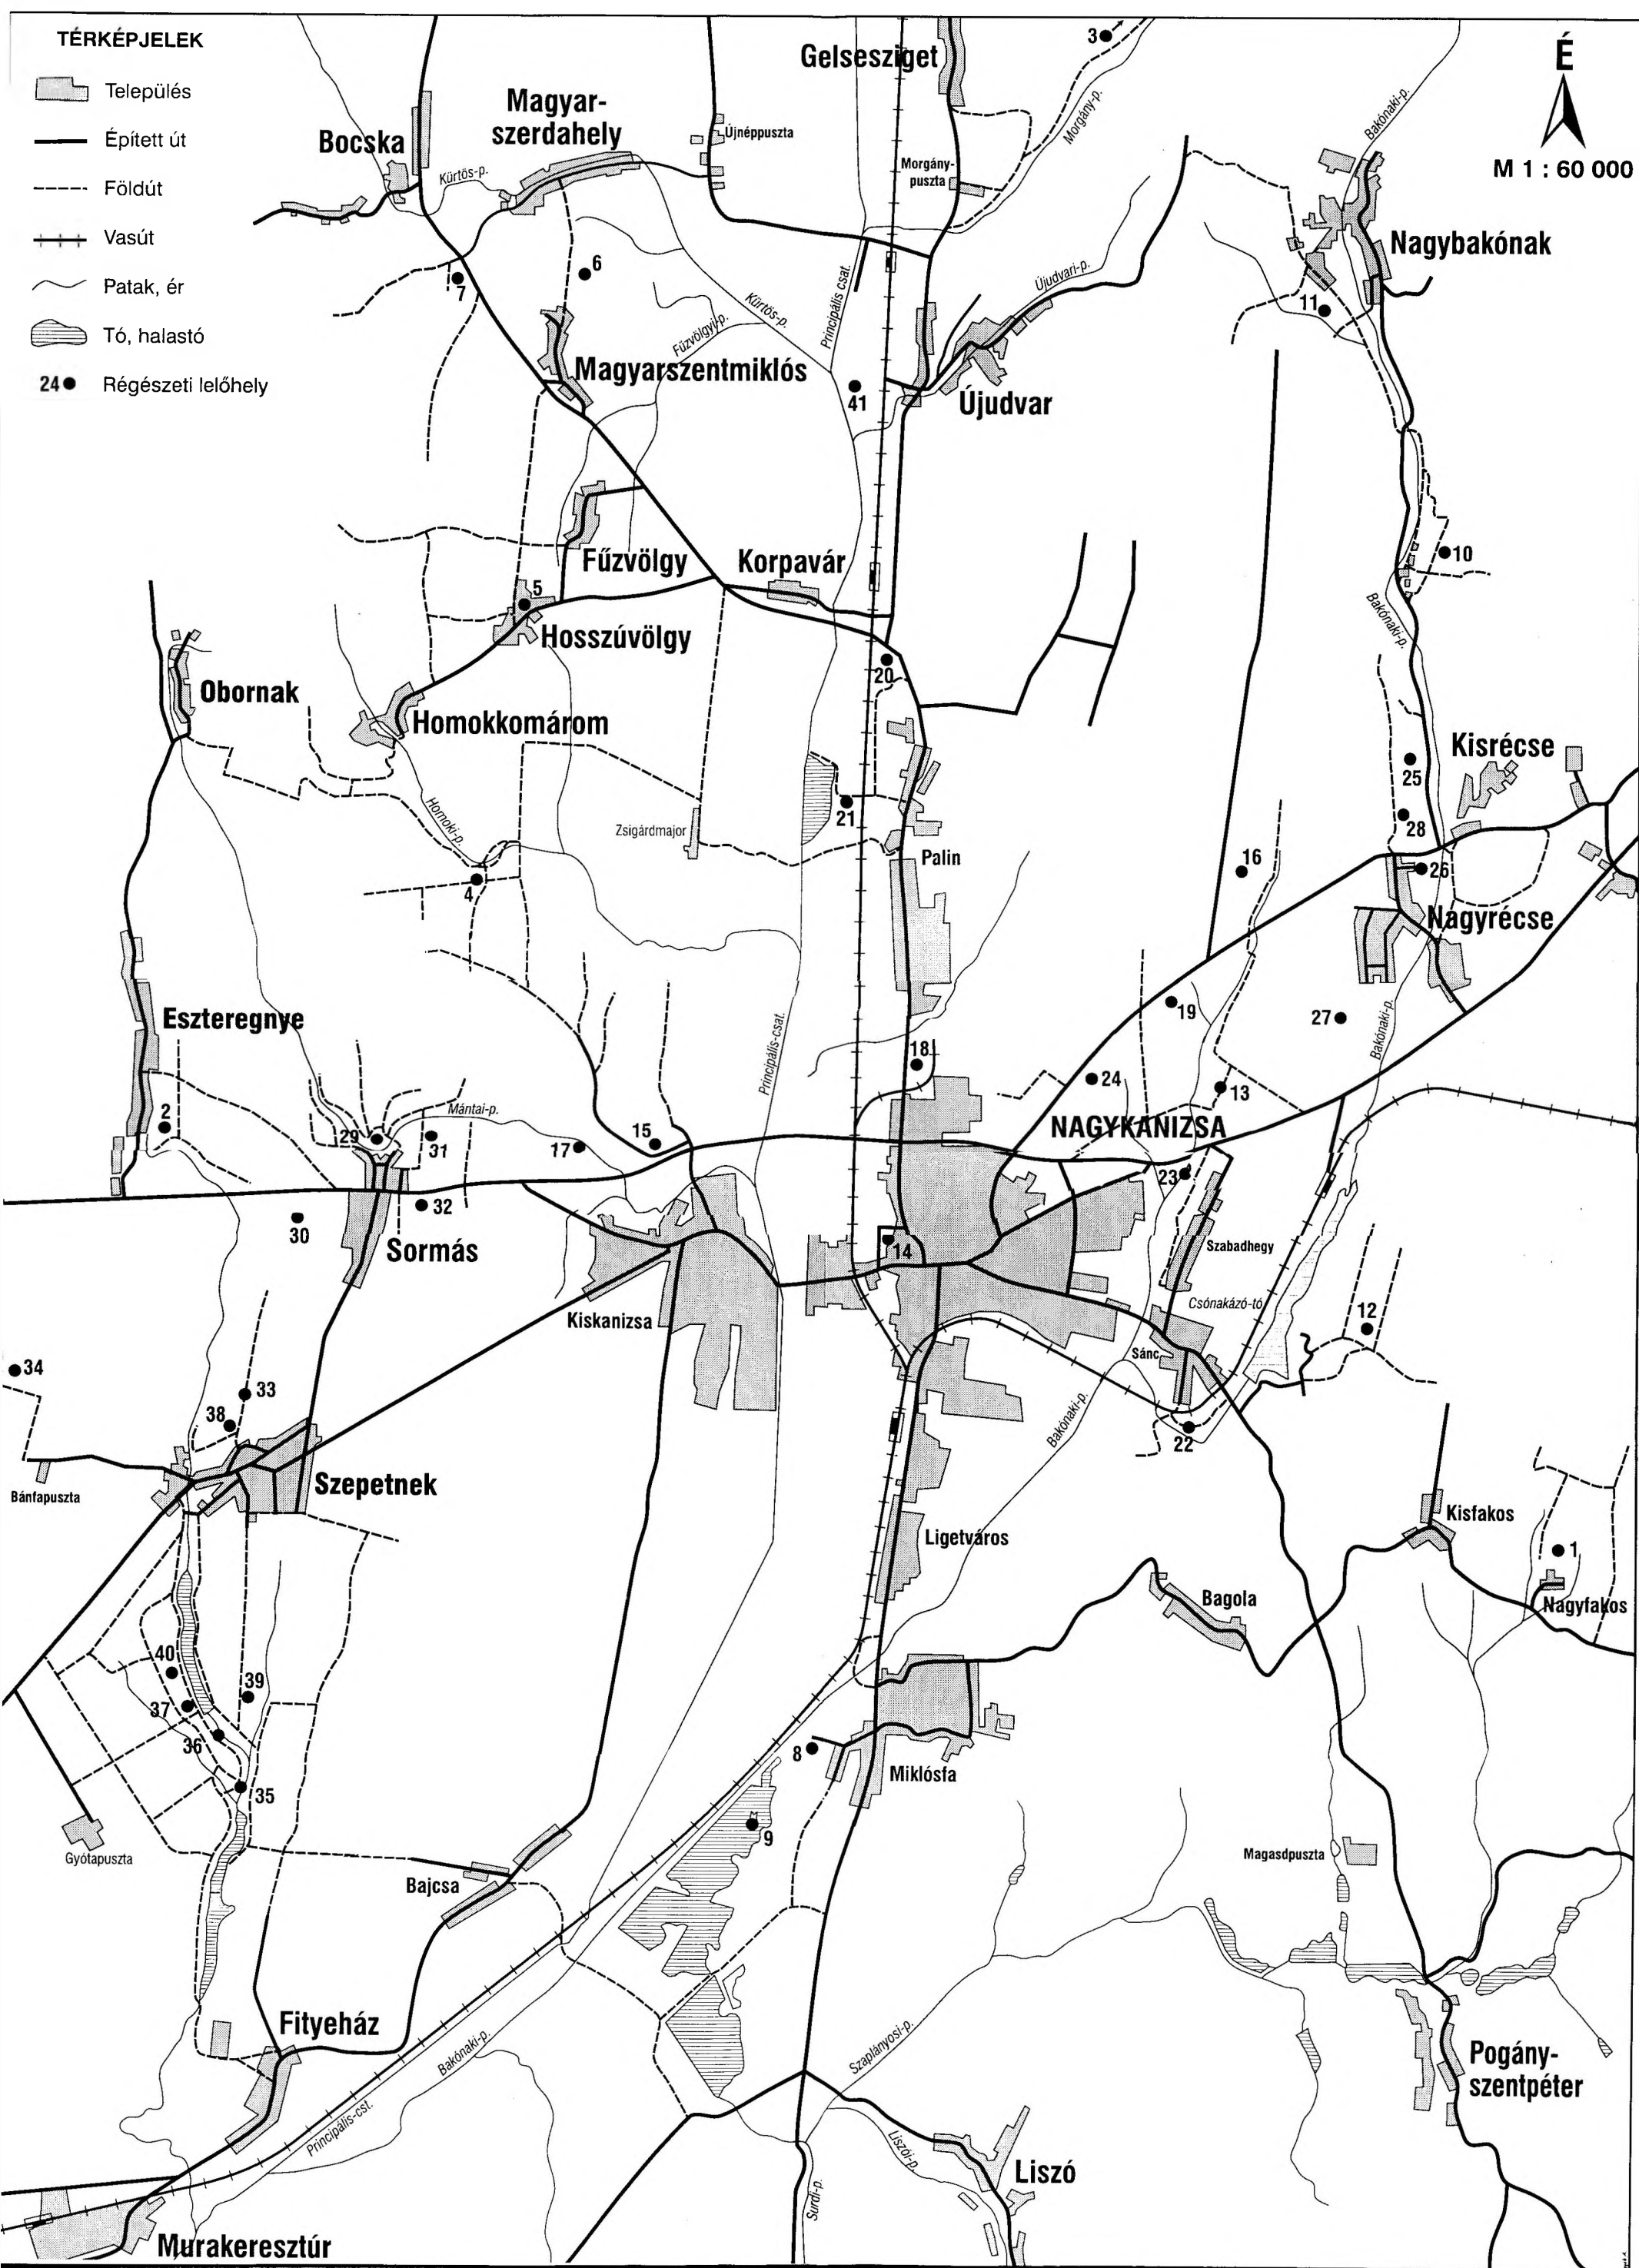 TÉRKÉPJELEK
Település
Épített út
Földút
Vasút
Patak, ér
Tó, halastó
24 Régészeti lelőhely
É
M 1 : 60 000
Gelsesziget
3
Morgány-p.
Bakónaki-p.
Magyar-
szerdahely
Bocska
Kürtös-p.
Újnéppuszta
Morgány-
puszta
Nagybakónak
6
7
11
Principális csat.
Kürtös-p.
Fűzvölgyi-p.
Újudvari-p.
Magyarszentmiklós
41
Újudvar
Fűzvölgy
Korpavár
10
5
Bakónaki-p.
Hosszúvölgy
20
Obornak
Homokkomárom
Kisrécse
25
Homoki-p.
Zsigárdmajor
21
28
Palin
16
26
4
Nagyrécse
Eszteregnye
19
27
Principális-csat.
Bakónaki-p.
18
24
13
2
Mántai-p.
29
31
17
15
NAGYKANIZSA
23
32
30
Sormás
14
Szabadhegy
Csónakázó-tó
Kiskanizsa
12
Sánc
34
33
38
Bakónaki-p.
22
Szepetnek
Bánfapuszta
Kisfakos
Ligetváros
1
Bagola
Nagyfakos
40
39
37
36
8
Miklósfa
35
9
Gyótapuszta
Magasdpuszta
Bajcsa
Fityeház
Bakónaki-p.
Szaplányosi-p.
Pogány-
szentpéter
Principális-cst.
Liszói-p.
Liszó
Surdi-p.
Murakeresztúr